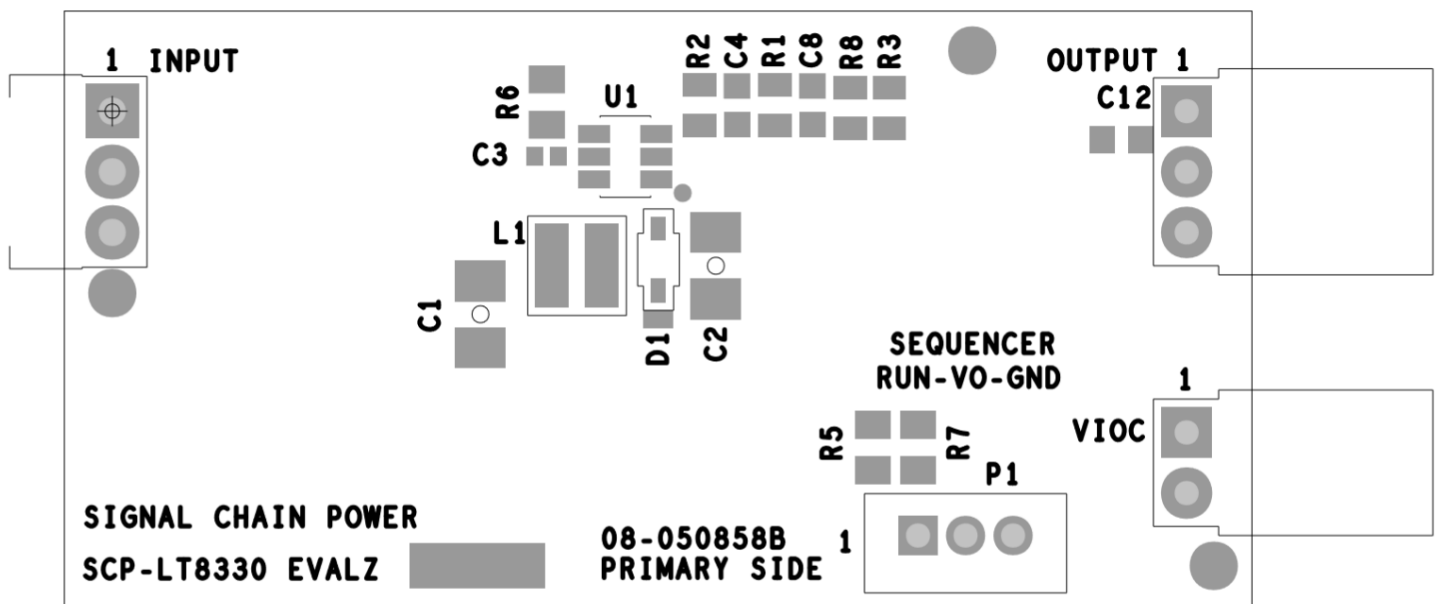 1 INPUT
R6
U1
C3
R2
C4
R1
C8
R8
R3
OUTPUT 1
C12
L1
C1
D1
C2
SEQUENCER
RUN-VO-GND
R5
R7
P1
1
1
VIOC
SIGNAL CHAIN POWER
SCP-LT8330 EVALZ
08-050858B
PRIMARY SIDE